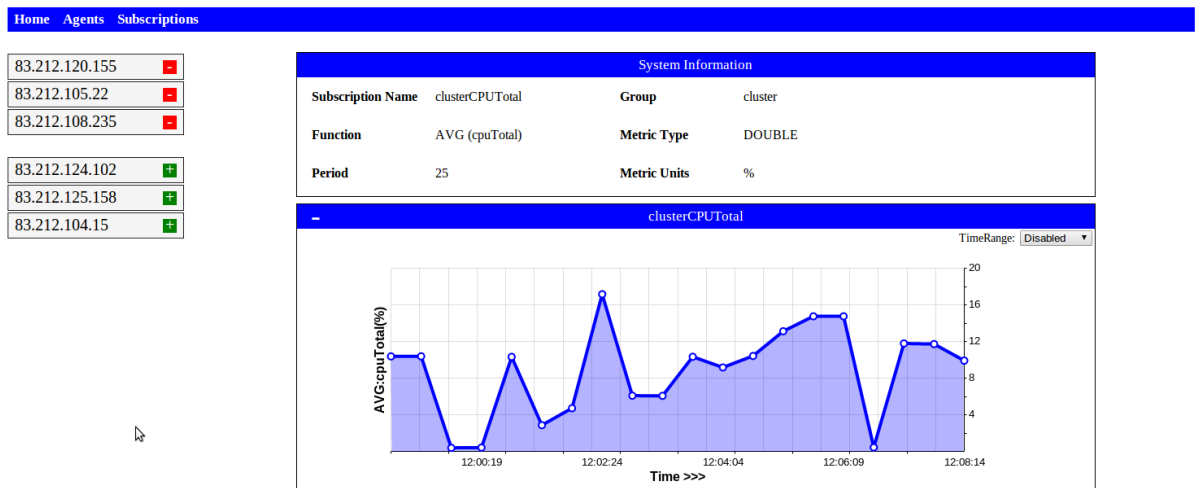 Home Agents Subscriptions
83.212.120.155 -
83.212.105.22 -
83.212.108.235 -
83.212.124.102 +
83.212.125.158 +
83.212.104.15 +
System Information
Subscription Name clusterCPUTotal Group cluster
Function AVG (cpuTotal) Metric Type DOUBLE
Period 25 Metric Units %
– clusterCPUTotal
TimeRange: Disabled
AVG:cpuTotal(%)
20
16
12
8
4
12:00:19 12:02:24 12:04:04 12:06:09 12:08:14
Time >>>